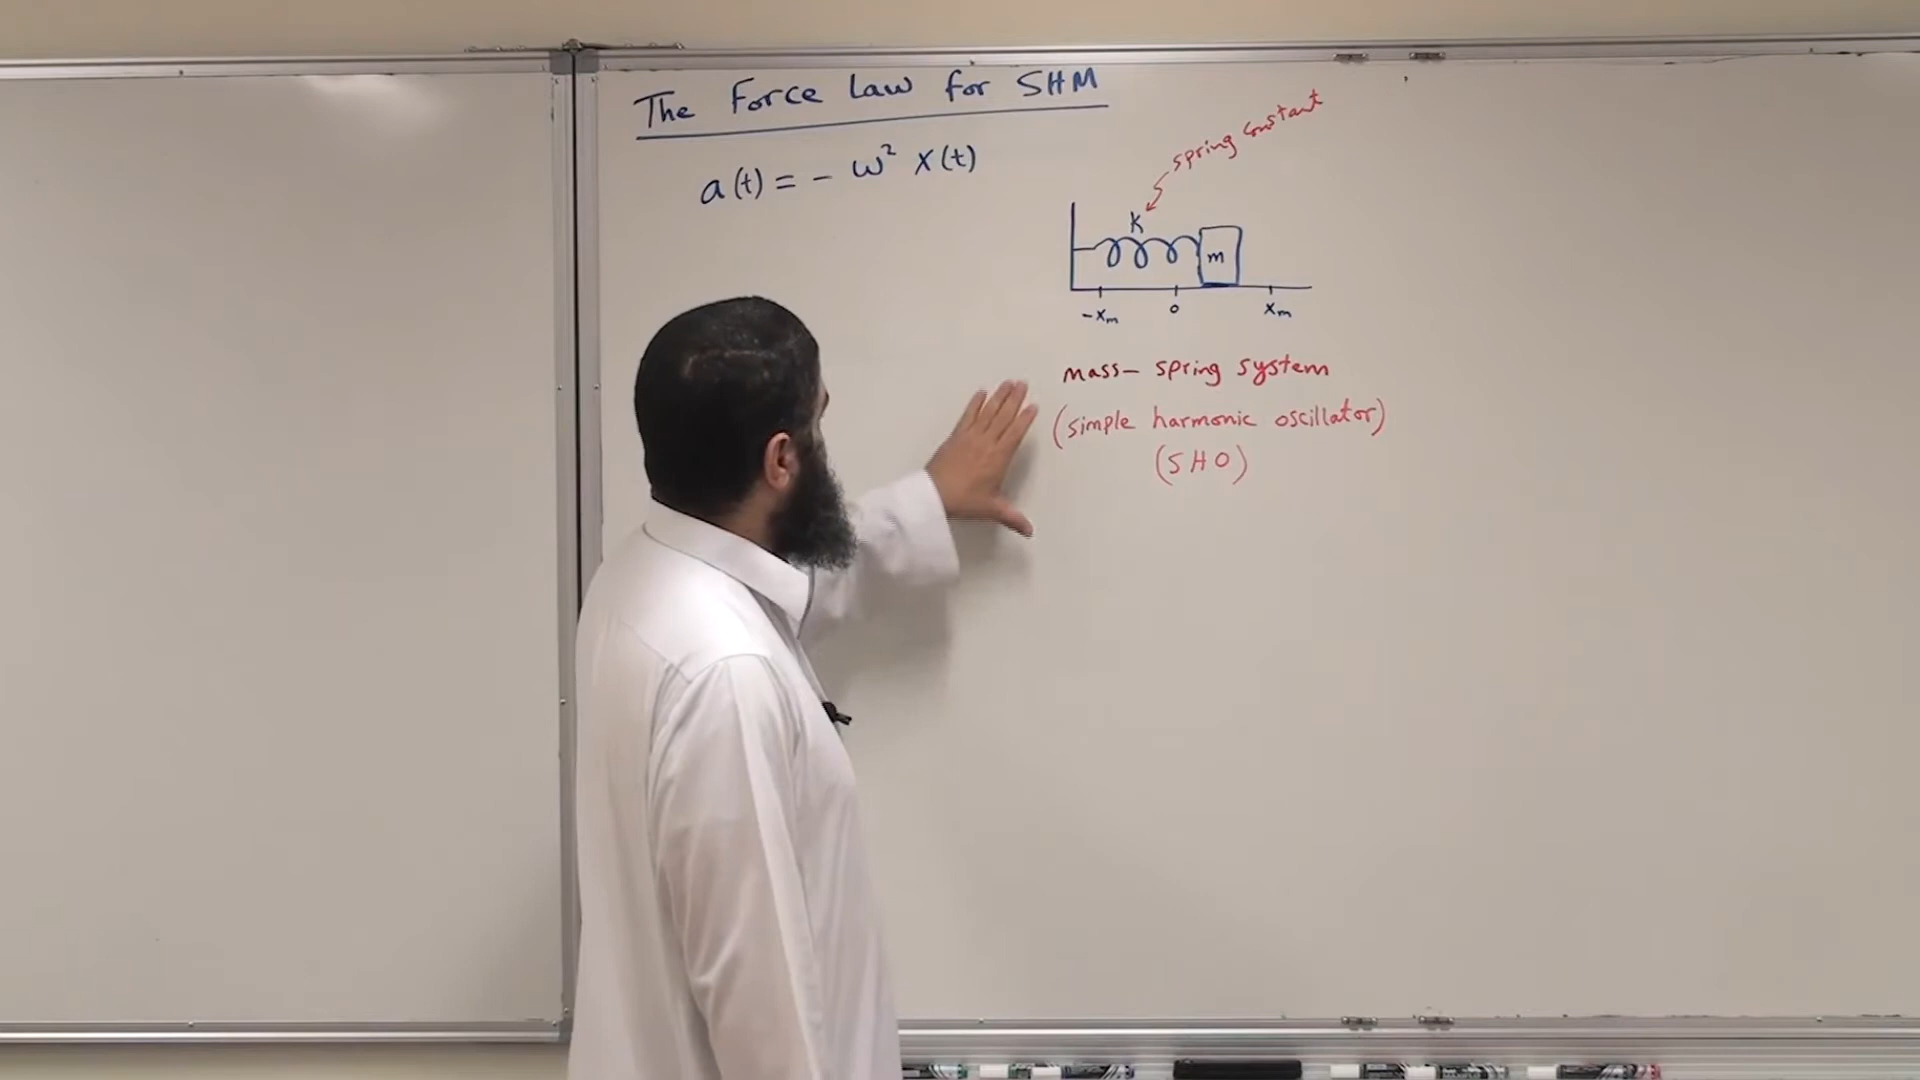 The Force Law for SHM
a(t) = - ω² x(t)
spring constant
k
m
-xₘ 0 xₘ
mass- spring system
(simple harmonic oscillator)
(SHO)